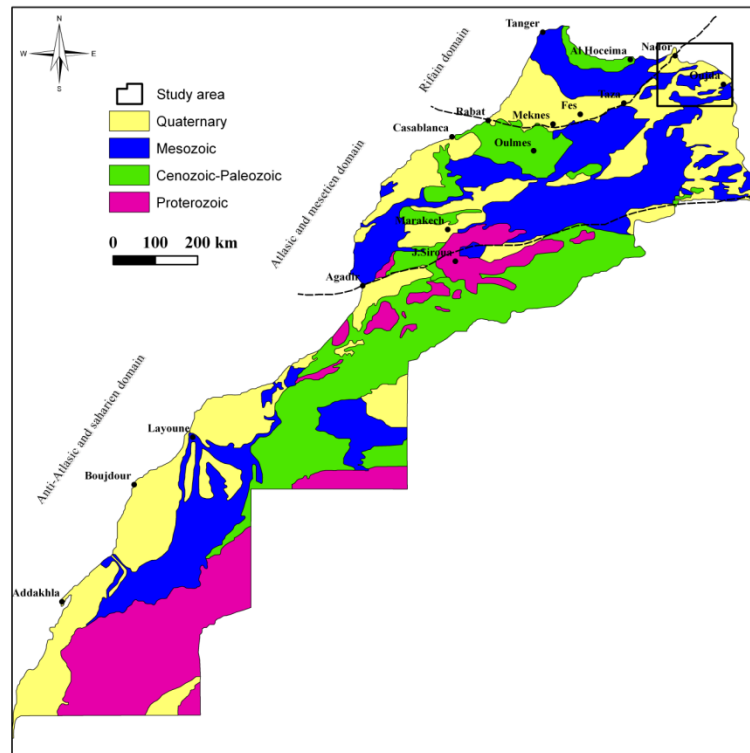 N
W
E
S
Study area
Quaternary
Mesozoic
Cenozoic-Paleozoic
Proterozoic
0 100 200 km
Rifain domain
Atlasic and mesetien domain
Anti-Atlasic and saharien domain
Tanger
Al Hoceima
Nador
Oujda
Taza
Fes
Meknes
Rabat
Casablanca
Oulmes
Marakech
J.Siroua
Agadir
Layoune
Boujdour
Addakhla